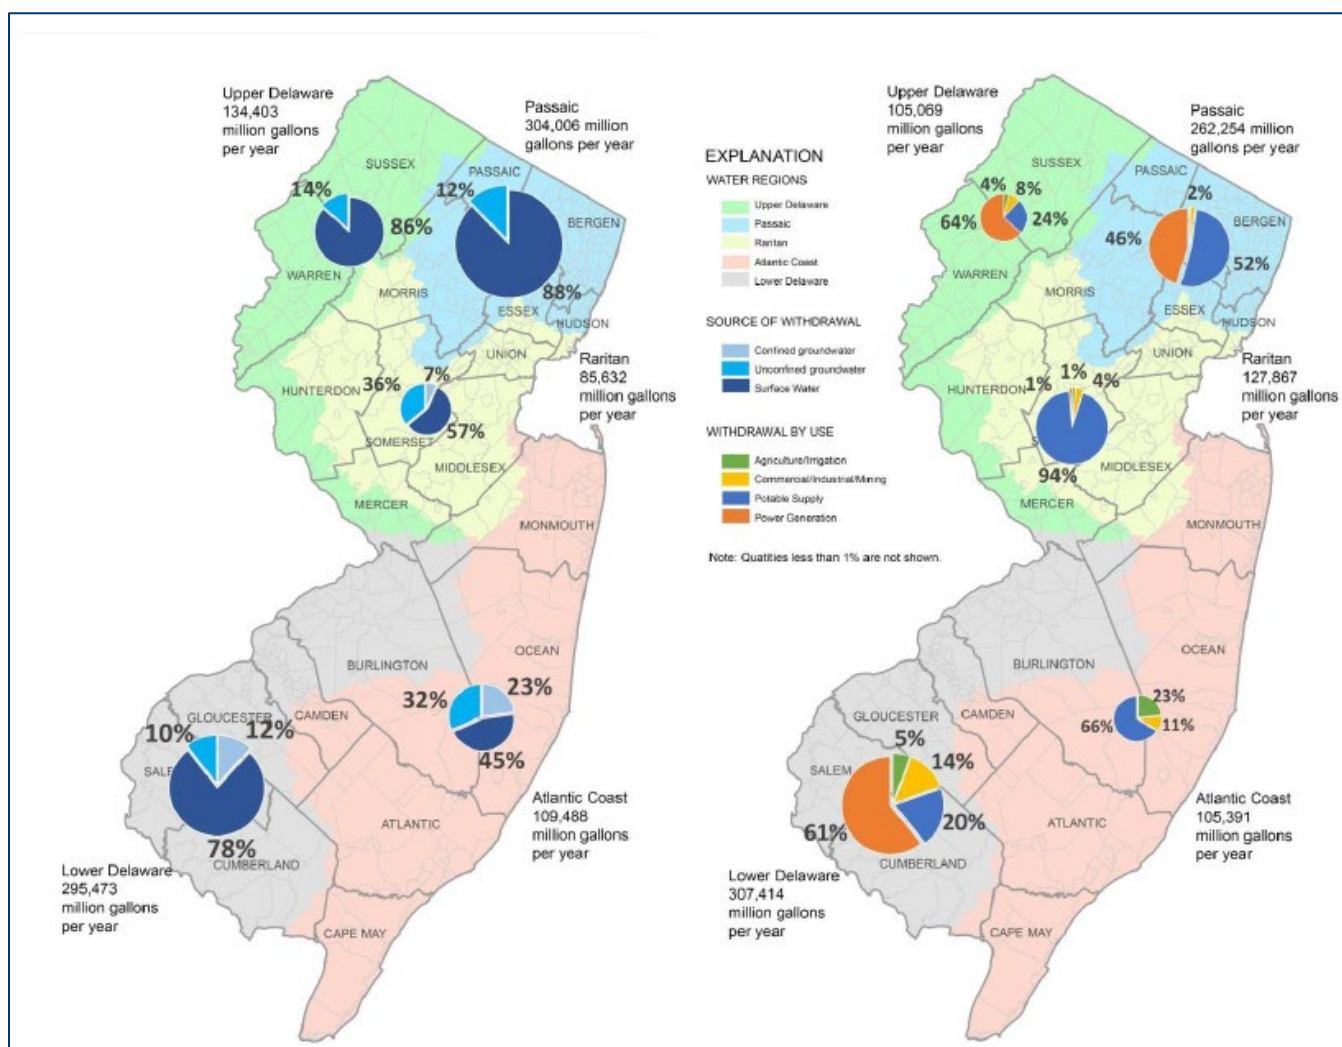 Upper Delaware
134,403
million gallons
per year
Passaic
304,006 million
gallons per year
SUSSEX
PASSAIC
14%
12%
86%
BERGEN
WARREN
88%
MORRIS
ESSEX
HUDSON
UNION
HUNTERDON
36%
7%
SOMERSET
57%
Raritan
85,632
million gallons
per year
MIDDLESEX
MERCER
MONMOUTH
OCEAN
BURLINGTON
32%
23%
GLOUCESTER
CAMDEN
10%
12%
45%
ATLANTIC
78%
CUMBERLAND
Atlantic Coast
109,488
million gallons
per year
Lower Delaware
295,473
million gallons
per year
CAPE MAY
EXPLANATION
WATER REGIONS
Upper Delaware
Passaic
Raritan
Atlantic Coast
Lower Delaware
SOURCE OF WITHDRAWAL
Confined groundwater
Unconfined groundwater
Surface Water
WITHDRAWAL BY USE
Agriculture/Irrigation
Commercial/Industrial/Mining
Potable Supply
Power Generation
Note: Quatities less than 1% are not shown.
Upper Delaware
105,069
million gallons
per year
Passaic
262,254 million
gallons per year
SUSSEX
PASSAIC
4%
8%
2%
64%
24%
46%
BERGEN
WARREN
52%
MORRIS
ESSEX
HUDSON
UNION
HUNTERDON
1%
1%
4%
Raritan
127,867
million gallons
per year
94%
MIDDLESEX
MERCER
MONMOUTH
OCEAN
BURLINGTON
23%
66%
11%
GLOUCESTER
CAMDEN
5%
SALEM
14%
ATLANTIC
61%
20%
CUMBERLAND
Atlantic Coast
105,391
million gallons
per year
Lower Delaware
307,414
million gallons
per year
CAPE MAY